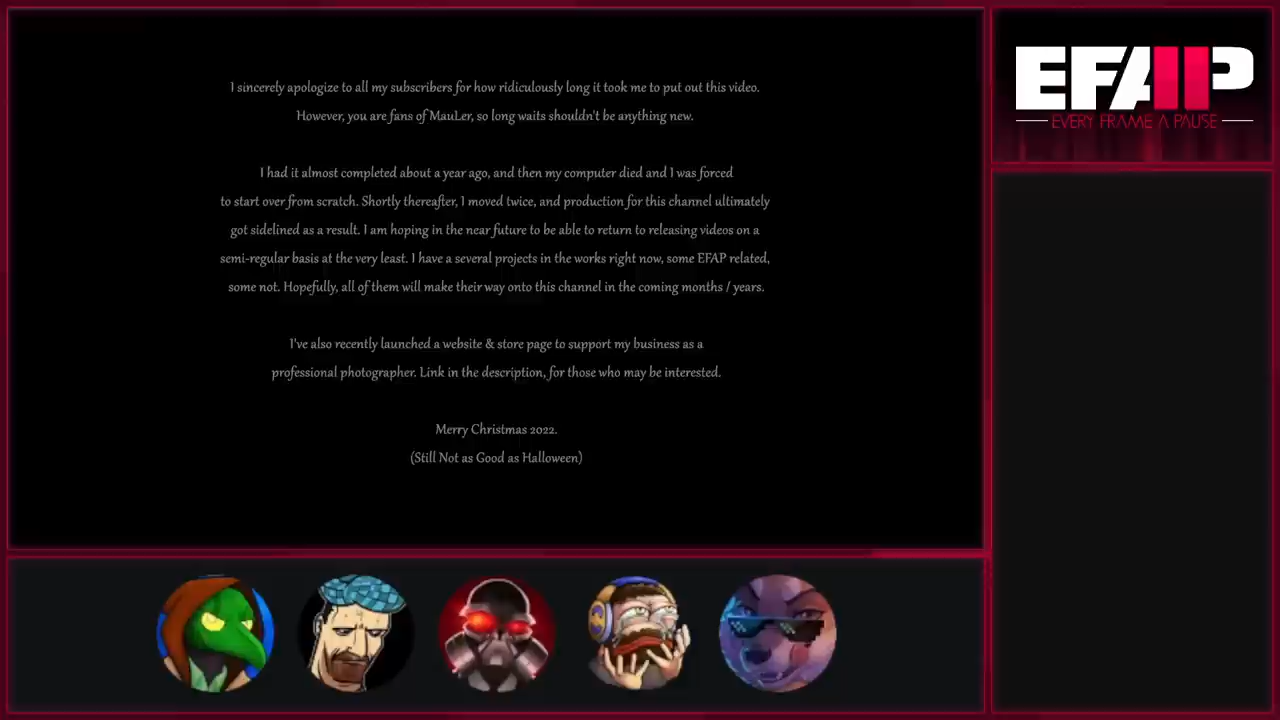 I sincerely apologize to all my subscribers for how ridiculously long it took me to put out this video.
However, you are fans of MauLer, so long waits shouldn't be anything new.
I had it almost completed about a year ago, and then my computer died and I was forced
to start over from scratch. Shortly thereafter, I moved twice, and production for this channel ultimately
got sidelined as a result. I am hoping in the near future to be able to return to releasing videos on a
semi-regular basis at the very least. I have a several projects in the works right now, some EFAP related,
some not. Hopefully, all of them will make their way onto this channel in the coming months / years.
I've also recently launched a website & store page to support my business as a
professional photographer. Link in the description, for those who may be interested.
Merry Christmas 2022.
(Still Not as Good as Halloween)
EFAP
EVERY FRAME A PAUSE